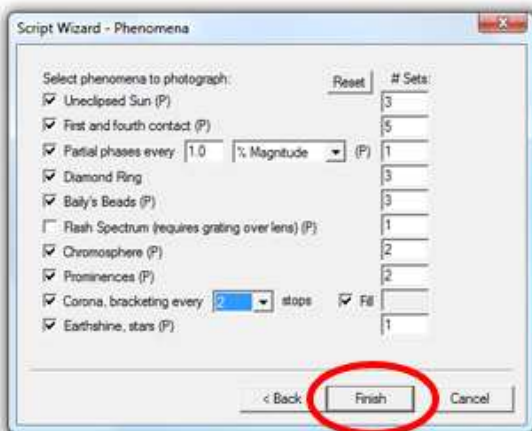 Script Wizard - Phenomena
Select phenomena to photograph: Reset # Sets:
Uneclipsed Sun (P) 3
First and fourth contact (P) 5
Partial phases every 1.0 % Magnitude (P) 1
Diamond Ring 3
Baily's Beads (P) 3
Flash Spectrum (requires grating over lens) (P) 1
Chromosphere (P) 2
Prominences (P) 2
Corona, bracketing every 2 stops Fill
Earthshine, stars (P) 1
< Back Finish Cancel